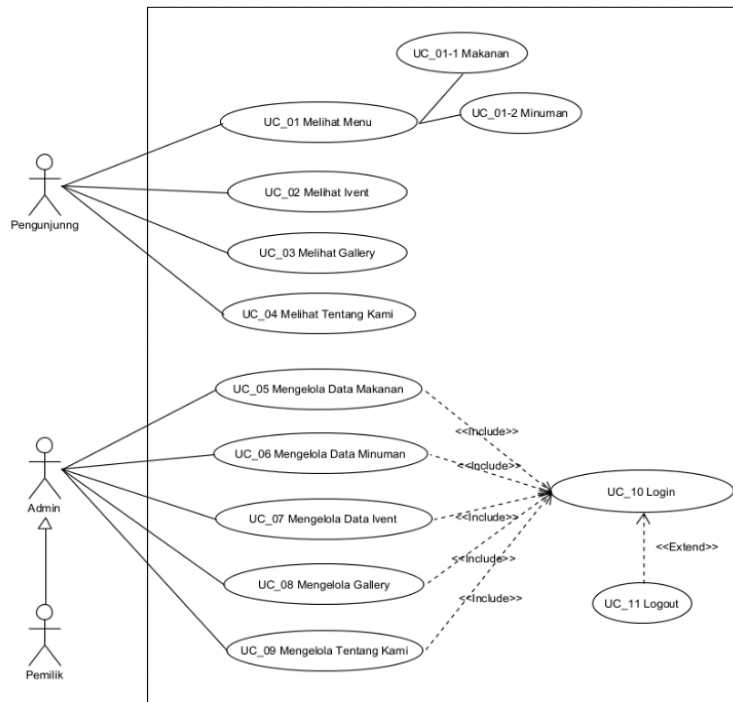 UC_01-1 Makanan
UC_01 Melihat Menu
UC_01-2 Minuman
UC_02 Melihat Ivent
Pengunjunng
UC_03 Melihat Gallery
UC_04 Melihat Tentang Kami
UC_05 Mengelola Data Makanan
<<Include>>
UC_06 Mengelola Data Minuman
<<Include>>
UC_10 Login
Admin
UC_07 Mengelola Data Ivent
<<Include>>
<<Extend>>
UC_08 Mengelola Gallery
<<Include>>
<<Include>>
UC_11 Logout
UC_09 Mengelola Tentang Kami
Pemilik